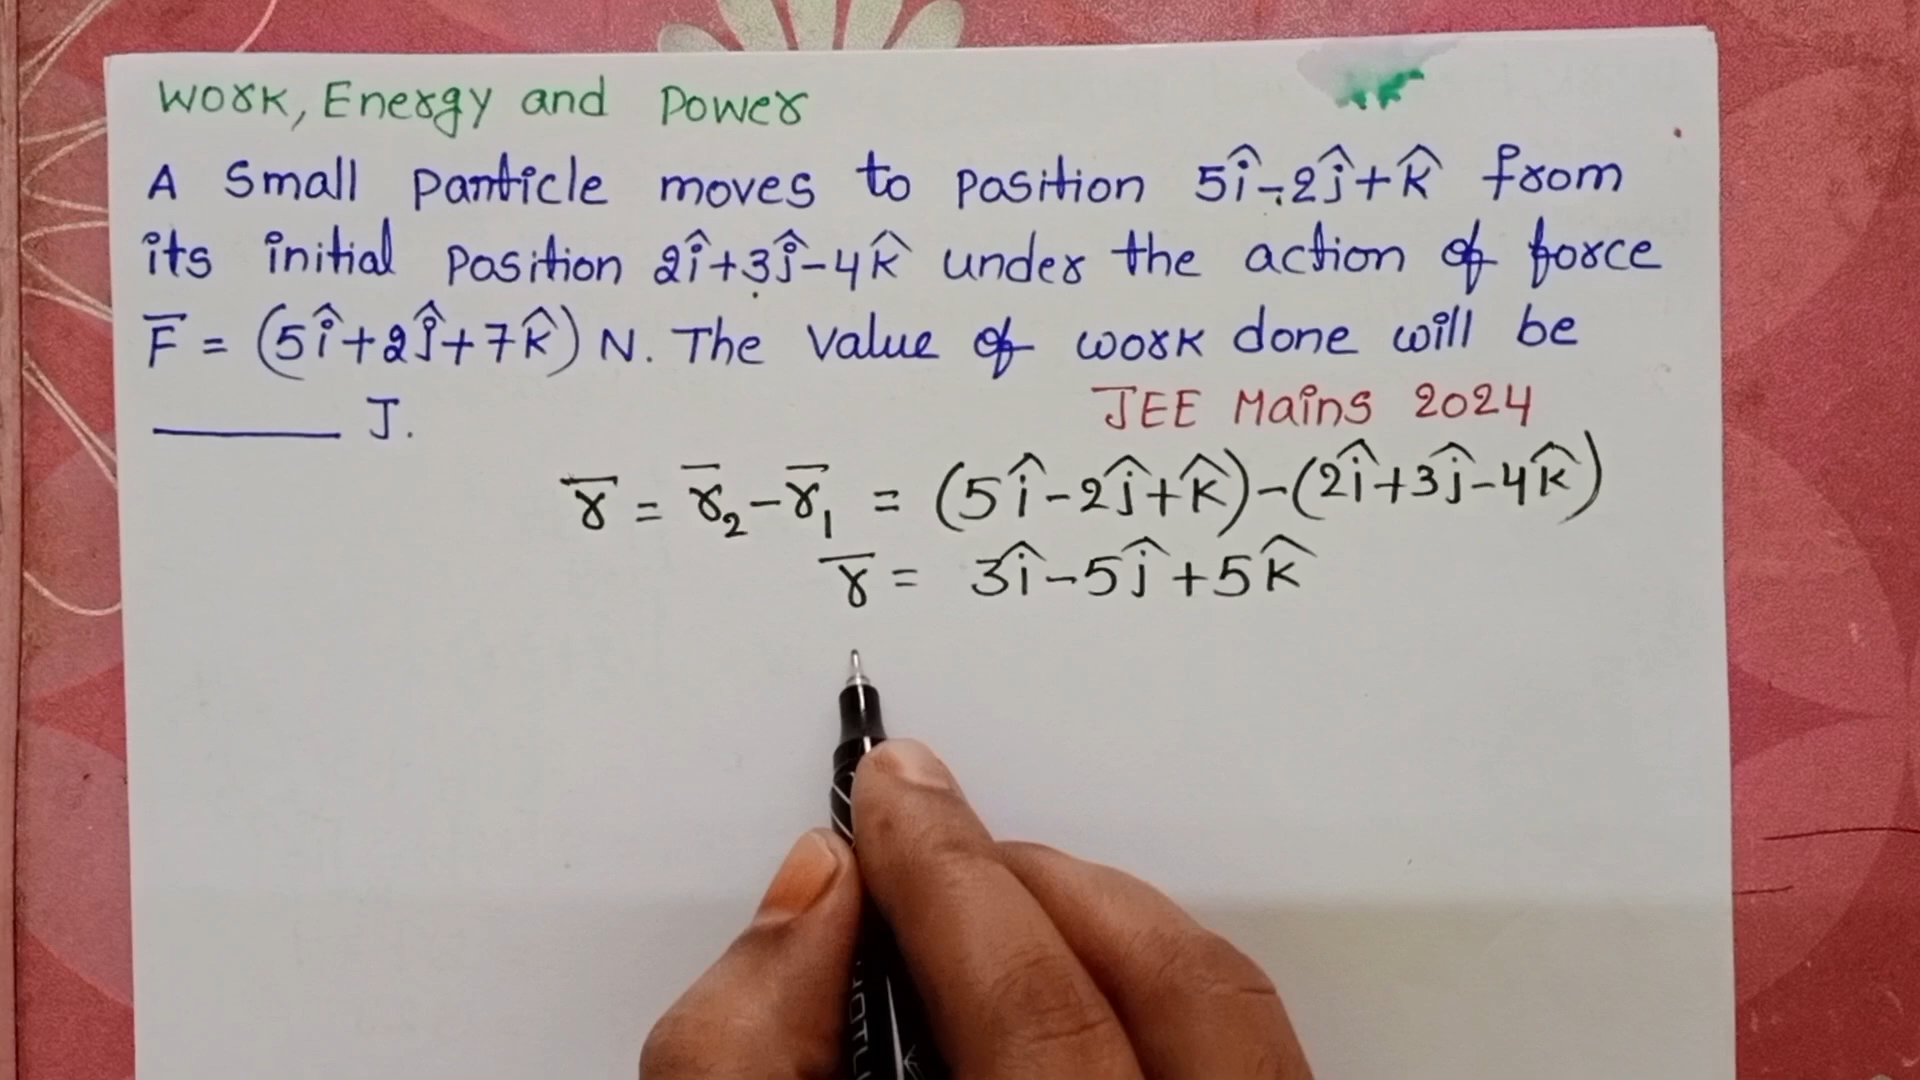 Work, Energy and Power
A small particle moves to position 5î-2ĵ+k̂ from
its initial position 2î+3ĵ-4k̂ under the action of force
F̅ = (5î+2ĵ+7k̂) N. The value of work done will be
______ J.
JEE Mains 2024
r̅ = r̅₂-r̅₁ = (5î-2ĵ+k̂)-(2î+3ĵ-4k̂)
r̅ = 3î-5ĵ+5k̂